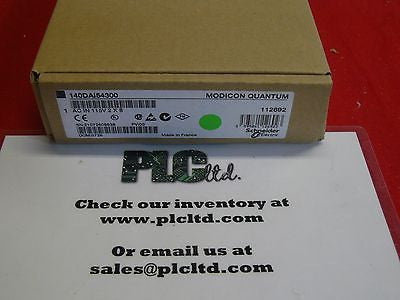 140DAI54300
MODICON QUANTUM
1 AC IN 115V 2 X 8
112692
Made in France
Schneider Electric
PLC ltd.
Check our inventory at
www.plcltd.com
Or email us at
sales@plcltd.com